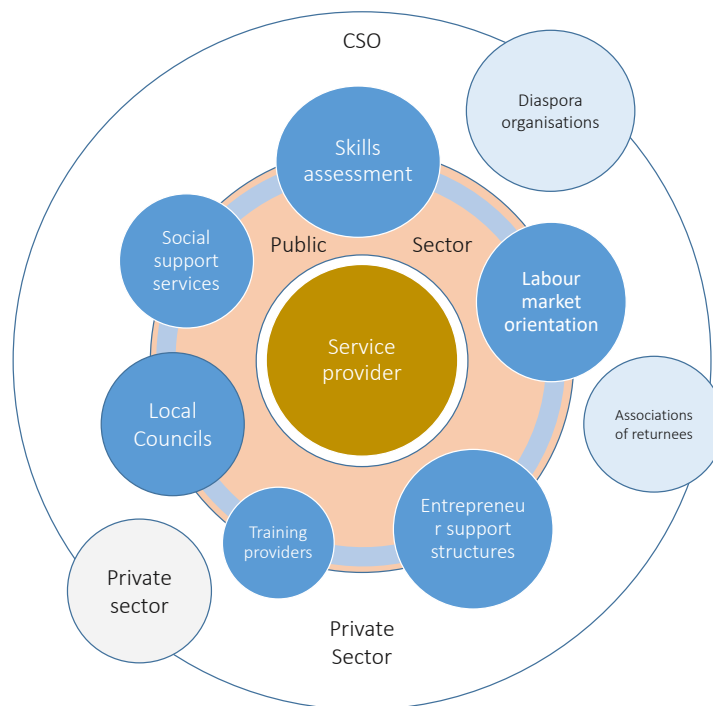 CSO
Diaspora
organisations
Skills
assessment
Public
Sector
Social
support
services
Labour
market
orientation
Service
provider
Local
Councils
Associations
of returnees
Entrepreneu
r support
structures
Training
providers
Private
sector
Private
Sector